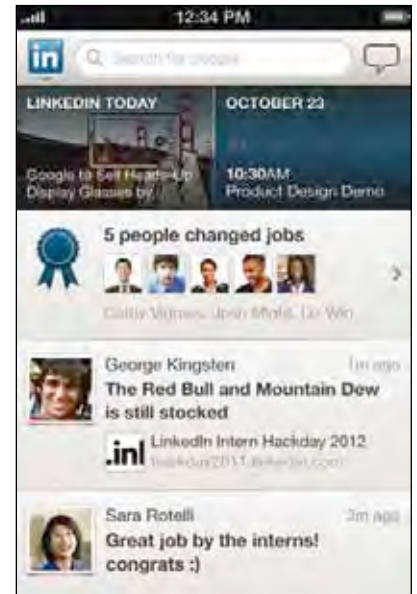 12:34 PM
in
Search for people
LINKEDIN TODAY
Google to Sell Heads-Up
Display Glasses by
OCTOBER 23
10:30AM
Product Design Demo
5 people changed jobs
George Kingsten
1m ago
The Red Bull and Mountain Dew
is still stocked
.in|
LinkedIn Intern Hackday 2012
Sara Rotelli
3m ago
Great job by the interns!
congrats :)